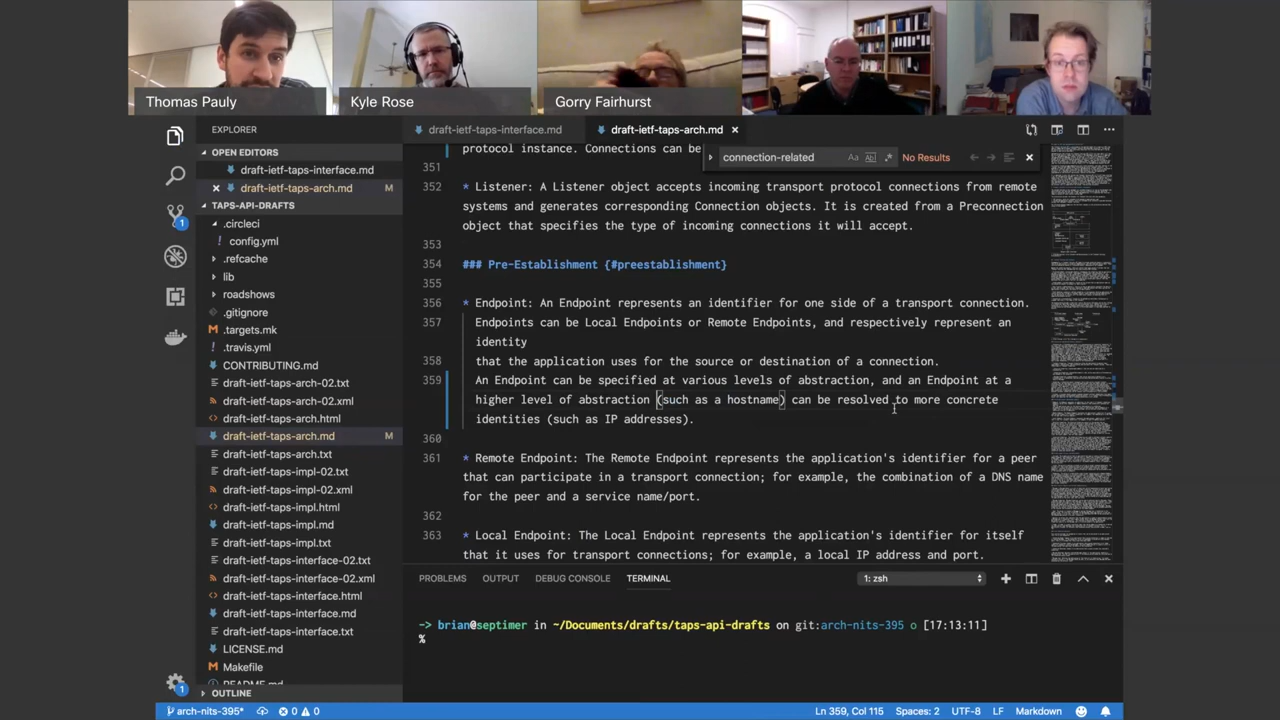 Thomas Pauly
Kyle Rose
Gorry Fairhurst
EXPLORER
OPEN EDITORS
draft-ietf-taps-interface.md
draft-ietf-taps-arch.md M
TAPS-API-DRAFTS
.circleci
config.yml
.refcache
lib
roadshows
.gitignore
.targets.mk
.travis.yml
CONTRIBUTING.md
draft-ietf-taps-arch-02.txt
draft-ietf-taps-arch-02.xml
draft-ietf-taps-arch.html
draft-ietf-taps-arch.md M
draft-ietf-taps-arch.txt
draft-ietf-taps-impl-02.txt
draft-ietf-taps-impl-02.xml
draft-ietf-taps-impl.html
draft-ietf-taps-impl.md
draft-ietf-taps-impl.txt
draft-ietf-taps-interface-02.xml
draft-ietf-taps-interface.html
draft-ietf-taps-interface.md
draft-ietf-taps-interface.txt
LICENSE.md
Makefile
README.md
OUTLINE
draft-ietf-taps-interface.md
draft-ietf-taps-arch.md
connection-related Aa Abl .* No Results
protocol instance. Connections can be
351
352 * Listener: A Listener object accepts incoming transport protocol connections from remote
systems and generates corresponding Connection objects. It is created from a Preconnection
object that specifies the type of incoming connections it will accept.
353
354 ### Pre-Establishment {#preestablishment}
355
356 * Endpoint: An Endpoint represents an identifier for one side of a transport connection.
357 Endpoints can be Local Endpoints or Remote Endpoints, and respectively represent an
identity
358 that the application uses for the source or destination of a connection.
359 An Endpoint can be specified at various levels of abstraction, and an Endpoint at a
higher level of abstraction (such as a hostname) can be resolved to more concrete
identities (such as IP addresses).
360
361 * Remote Endpoint: The Remote Endpoint represents the application's identifier for a peer
that can participate in a transport connection; for example, the combination of a DNS name
for the peer and a service name/port.
362
363 * Local Endpoint: The Local Endpoint represents the application's identifier for itself
that it uses for transport connections; for example, a local IP address and port.
PROBLEMS OUTPUT DEBUG CONSOLE TERMINAL 1: zsh
-> brian@septimer in ~/Documents/drafts/taps-api-drafts on git:arch-nits-395 o [17:13:11]
%
1
1
arch-nits-395* 0 0 Ln 359, Col 115 Spaces: 2 UTF-8 LF Markdown